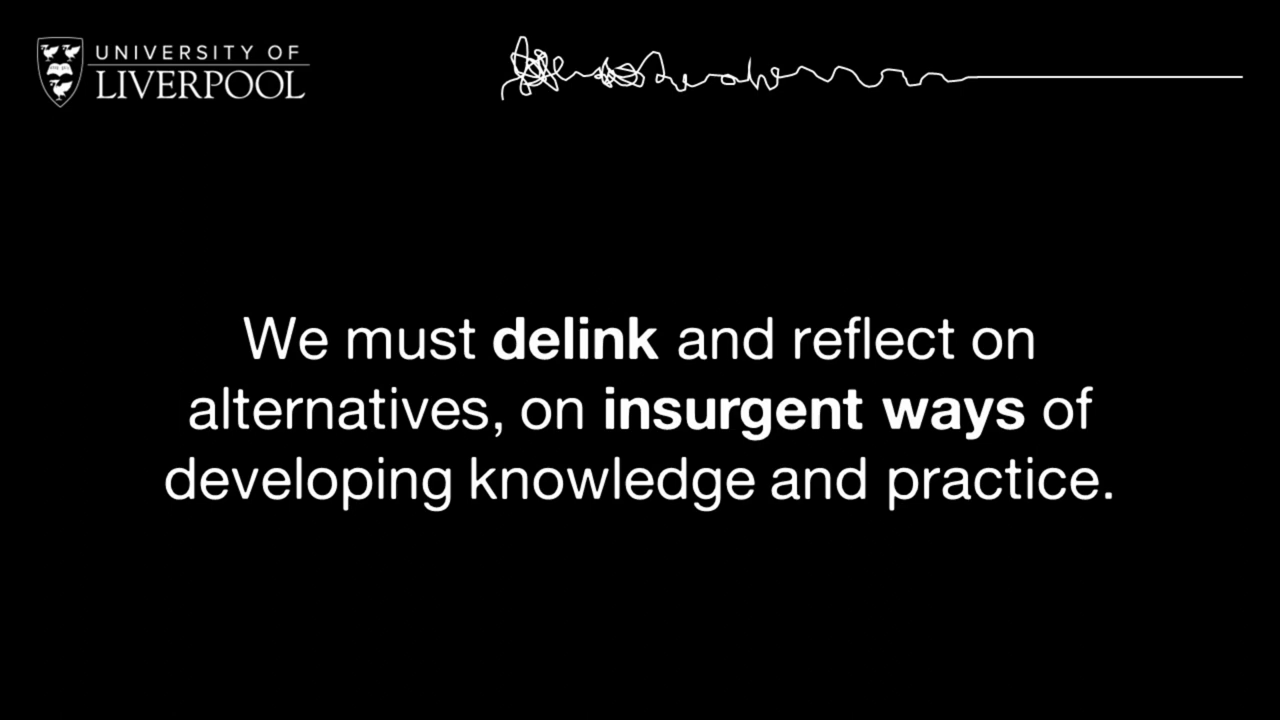 UNIVERSITY OF
LIVERPOOL
We must delink and reflect on
alternatives, on insurgent ways of
developing knowledge and practice.